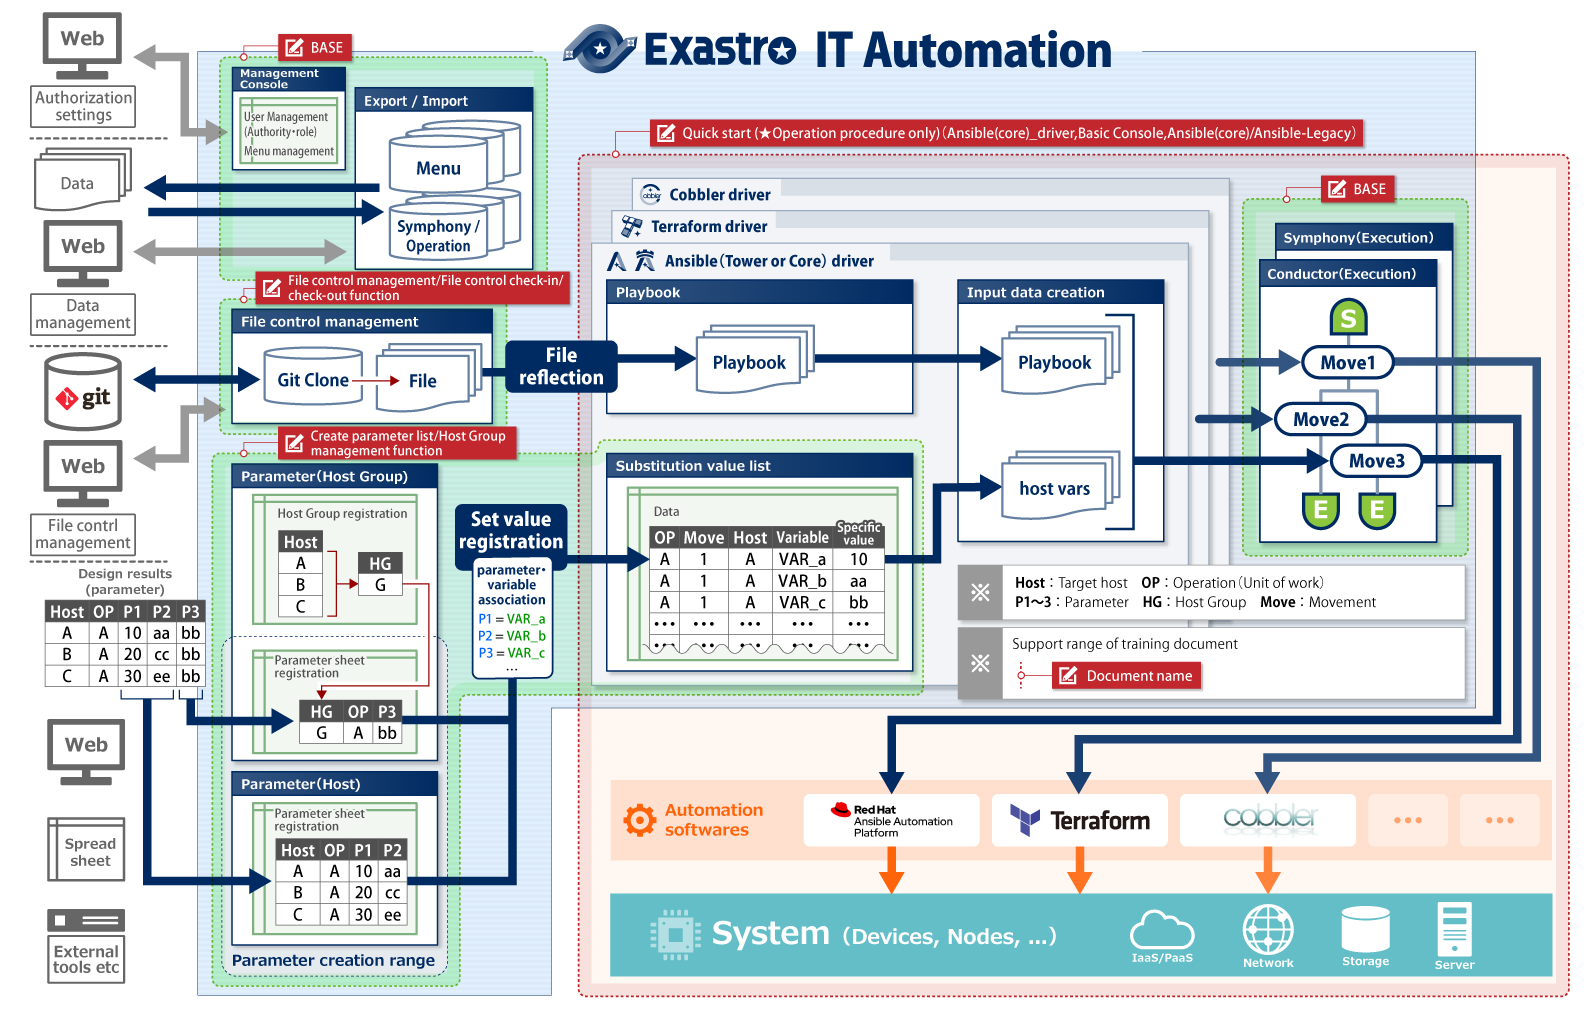 Exastro IT Automation
Web
Authorization
settings
Data
Web
Data
management
git
Web
File contrl
management
Design results
(parameter)
Host OP P1 P2 P3
A A 10 aa bb
B A 20 cc bb
C A 30 ee bb
Web
Spread
sheet
External
tools etc
BASE
Management
Console
User Management
(Authority・role)
Menu management
Export / Import
Menu
Symphony /
Operation
File control management/File control check-in/
check-out function
File control management
Git Clone
File
File
reflection
Create parameter list/Host Group
management function
Parameter(Host Group)
Host Group registration
Host
A
B
C
HG
G
Parameter sheet
registration
HG OP P3
G A bb
Parameter(Host)
Parameter sheet
registration
Host OP P1 P2
A A 10 aa
B A 20 cc
C A 30 ee
Parameter creation range
Set value
registration
parameter・
variable
association
P1 = VAR_a
P2 = VAR_b
P3 = VAR_c
...
Quick start (★Operation procedure only)(Ansible(core)_driver,Basic Console,Ansible(core)/Ansible-Legacy)
cobbler
Cobbler driver
Terraform driver
Ansible(Tower or Core) driver
Playbook
Playbook
Input data creation
Playbook
host vars
Substitution value list
Data
OP Move Host Variable Specific value
A 1 A VAR_a 10
A 1 A VAR_b aa
A 1 A VAR_c bb
••• ••• ••• ••• •••
••• ••• ••• ••• •••
BASE
Symphony(Execution)
Conductor(Execution)
S
Move1
Move2
Move3
E
E
※
Host：Target host OP：Operation(Unit of work)
P1～3：Parameter HG：Host Group Move：Movement
※
Support range of training document
Document name
Automation
softwares
Red Hat
Ansible Automation
Platform
Terraform
cobbler
•••
•••
System (Devices, Nodes, ...)
IaaS/PaaS
Network
Storage
Server